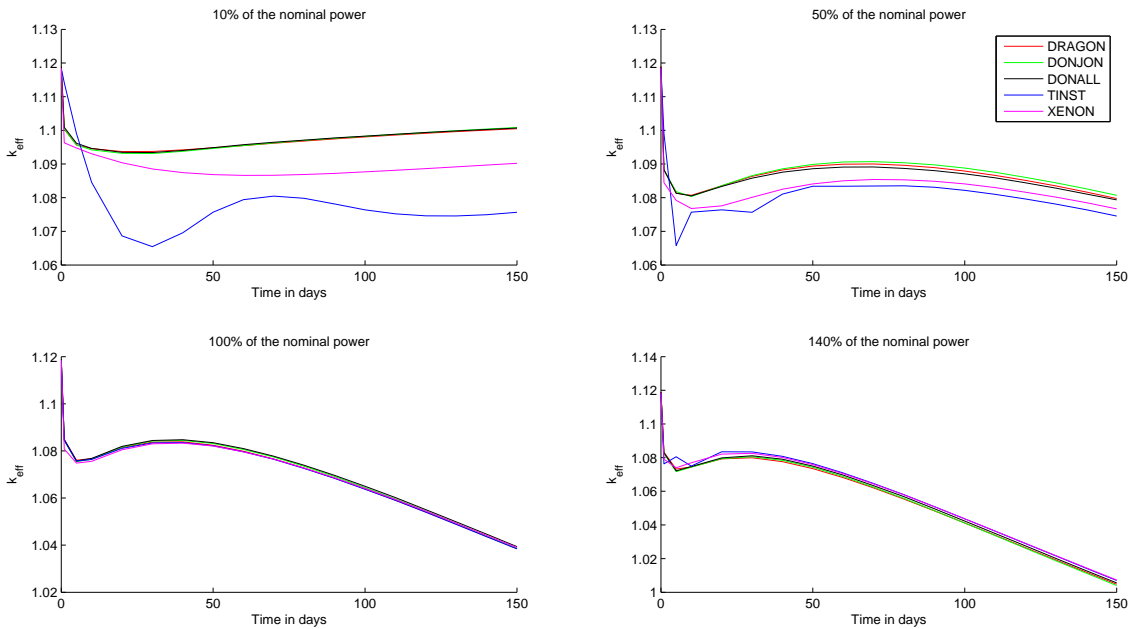 10% of the nominal power
1.13
1.12
1.11
1.1
1.09
1.08
1.07
1.06
k_eff
0
50
100
150
Time in days
50% of the nominal power
1.13
1.12
1.11
1.1
1.09
1.08
1.07
1.06
k_eff
0
50
100
150
Time in days
DRAGON
DONJON
DONALL
TINST
XENON
100% of the nominal power
1.12
1.1
1.08
1.06
1.04
1.02
k_eff
0
50
100
150
Time in days
140% of the nominal power
1.14
1.12
1.1
1.08
1.06
1.04
1.02
1
k_eff
0
50
100
150
Time in days